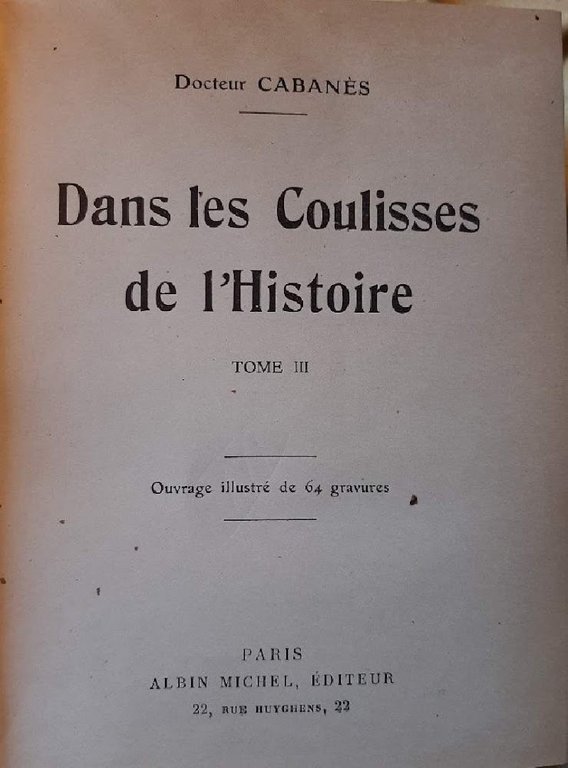 Docteur CABANÈS
Dans les Coulisses
de l'Histoire
TOME III
Ouvrage illustré de 64 gravures
PARIS
ALBIN MICHEL, ÉDITEUR
22, RUE HUYGHENS, 22